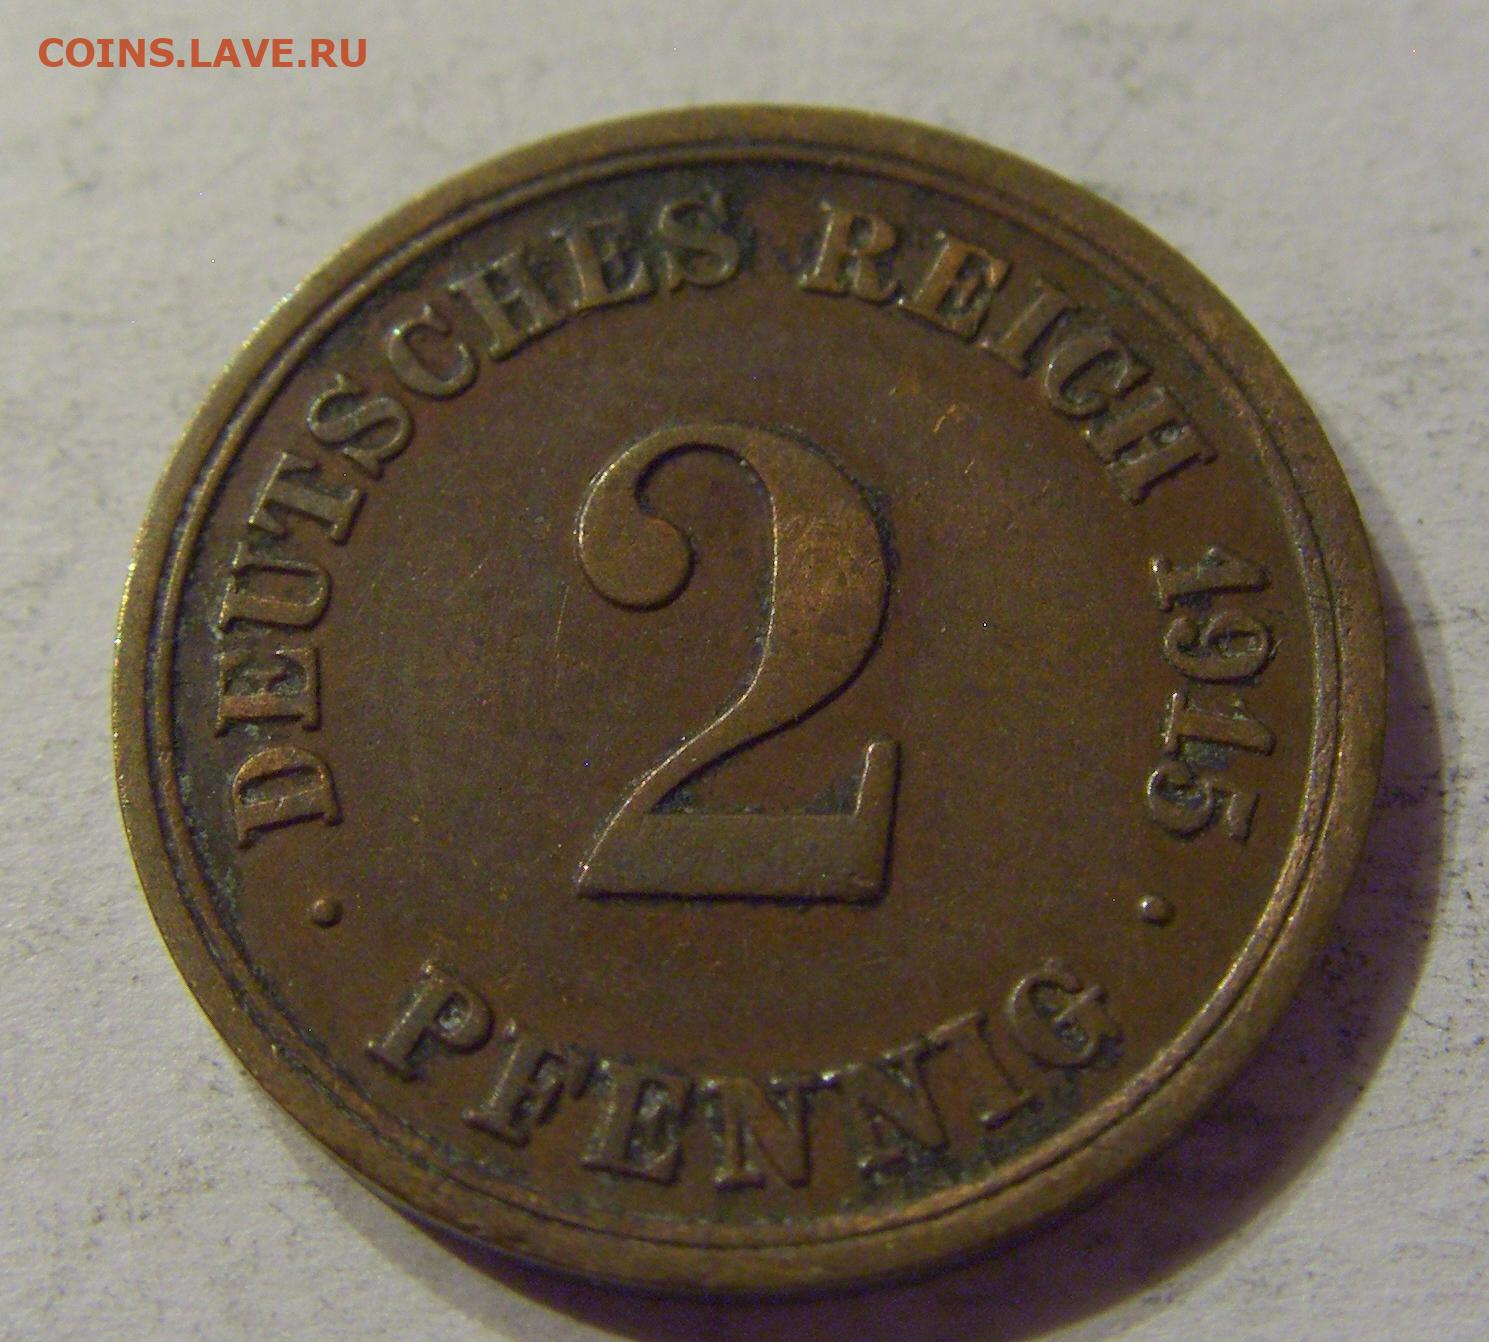 COINS.LAVE.RU
· DEUTSCHES REICH 1915 ·
2
PFENNIG